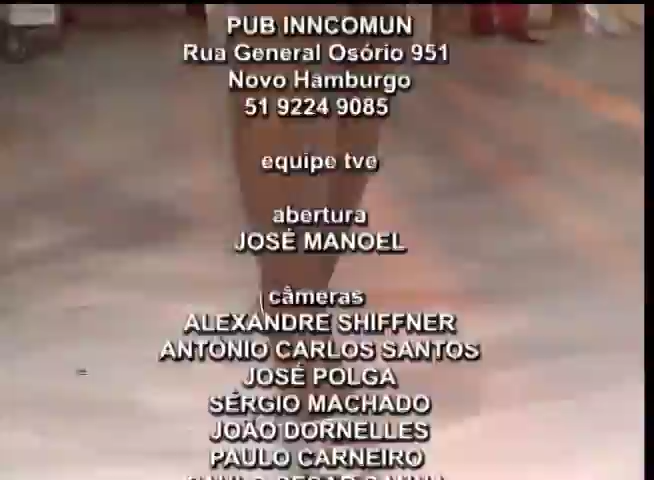 PUB INNCOMUN
Rua General Osório 951
Novo Hamburgo
51 9224 9085
equipe tve
abertura
JOSÉ MANOEL
câmeras
ALEXANDRE SHIFFNER
ANTÔNIO CARLOS SANTOS
JOSÉ POLGA
SÉRGIO MACHADO
JOÃO DORNELLES
PAULO CARNEIRO